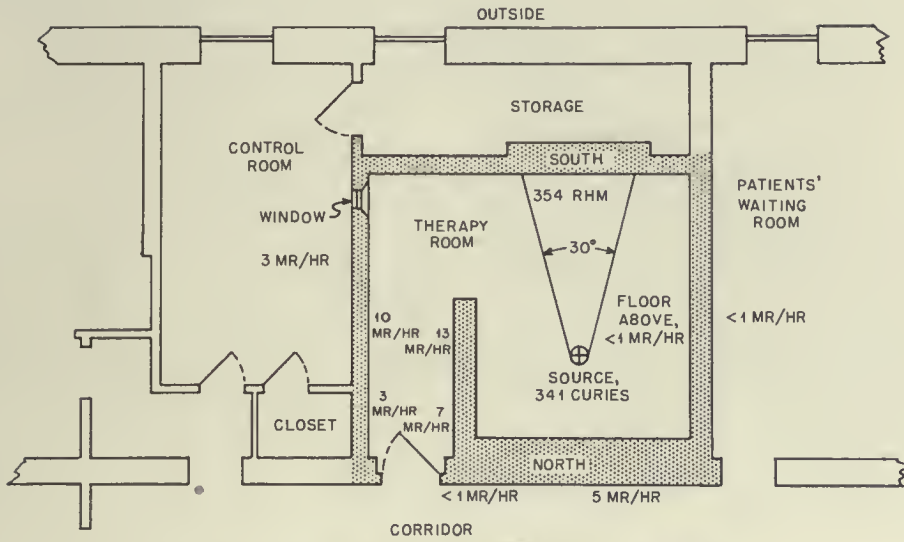 OUTSIDE
STORAGE
CONTROL
ROOM
SOUTH
PATIENTS'
WAITING
ROOM
354 RHM
WINDOW
THERAPY
ROOM
30°
3 MR/HR
FLOOR
ABOVE,
<1 MR/HR
<1 MR/HR
10
MR/HR
13
MR/HR
SOURCE,
341 CURIES
3
MR/HR
7
MR/HR
CLOSET
NORTH
<1 MR/HR
5 MR/HR
CORRIDOR